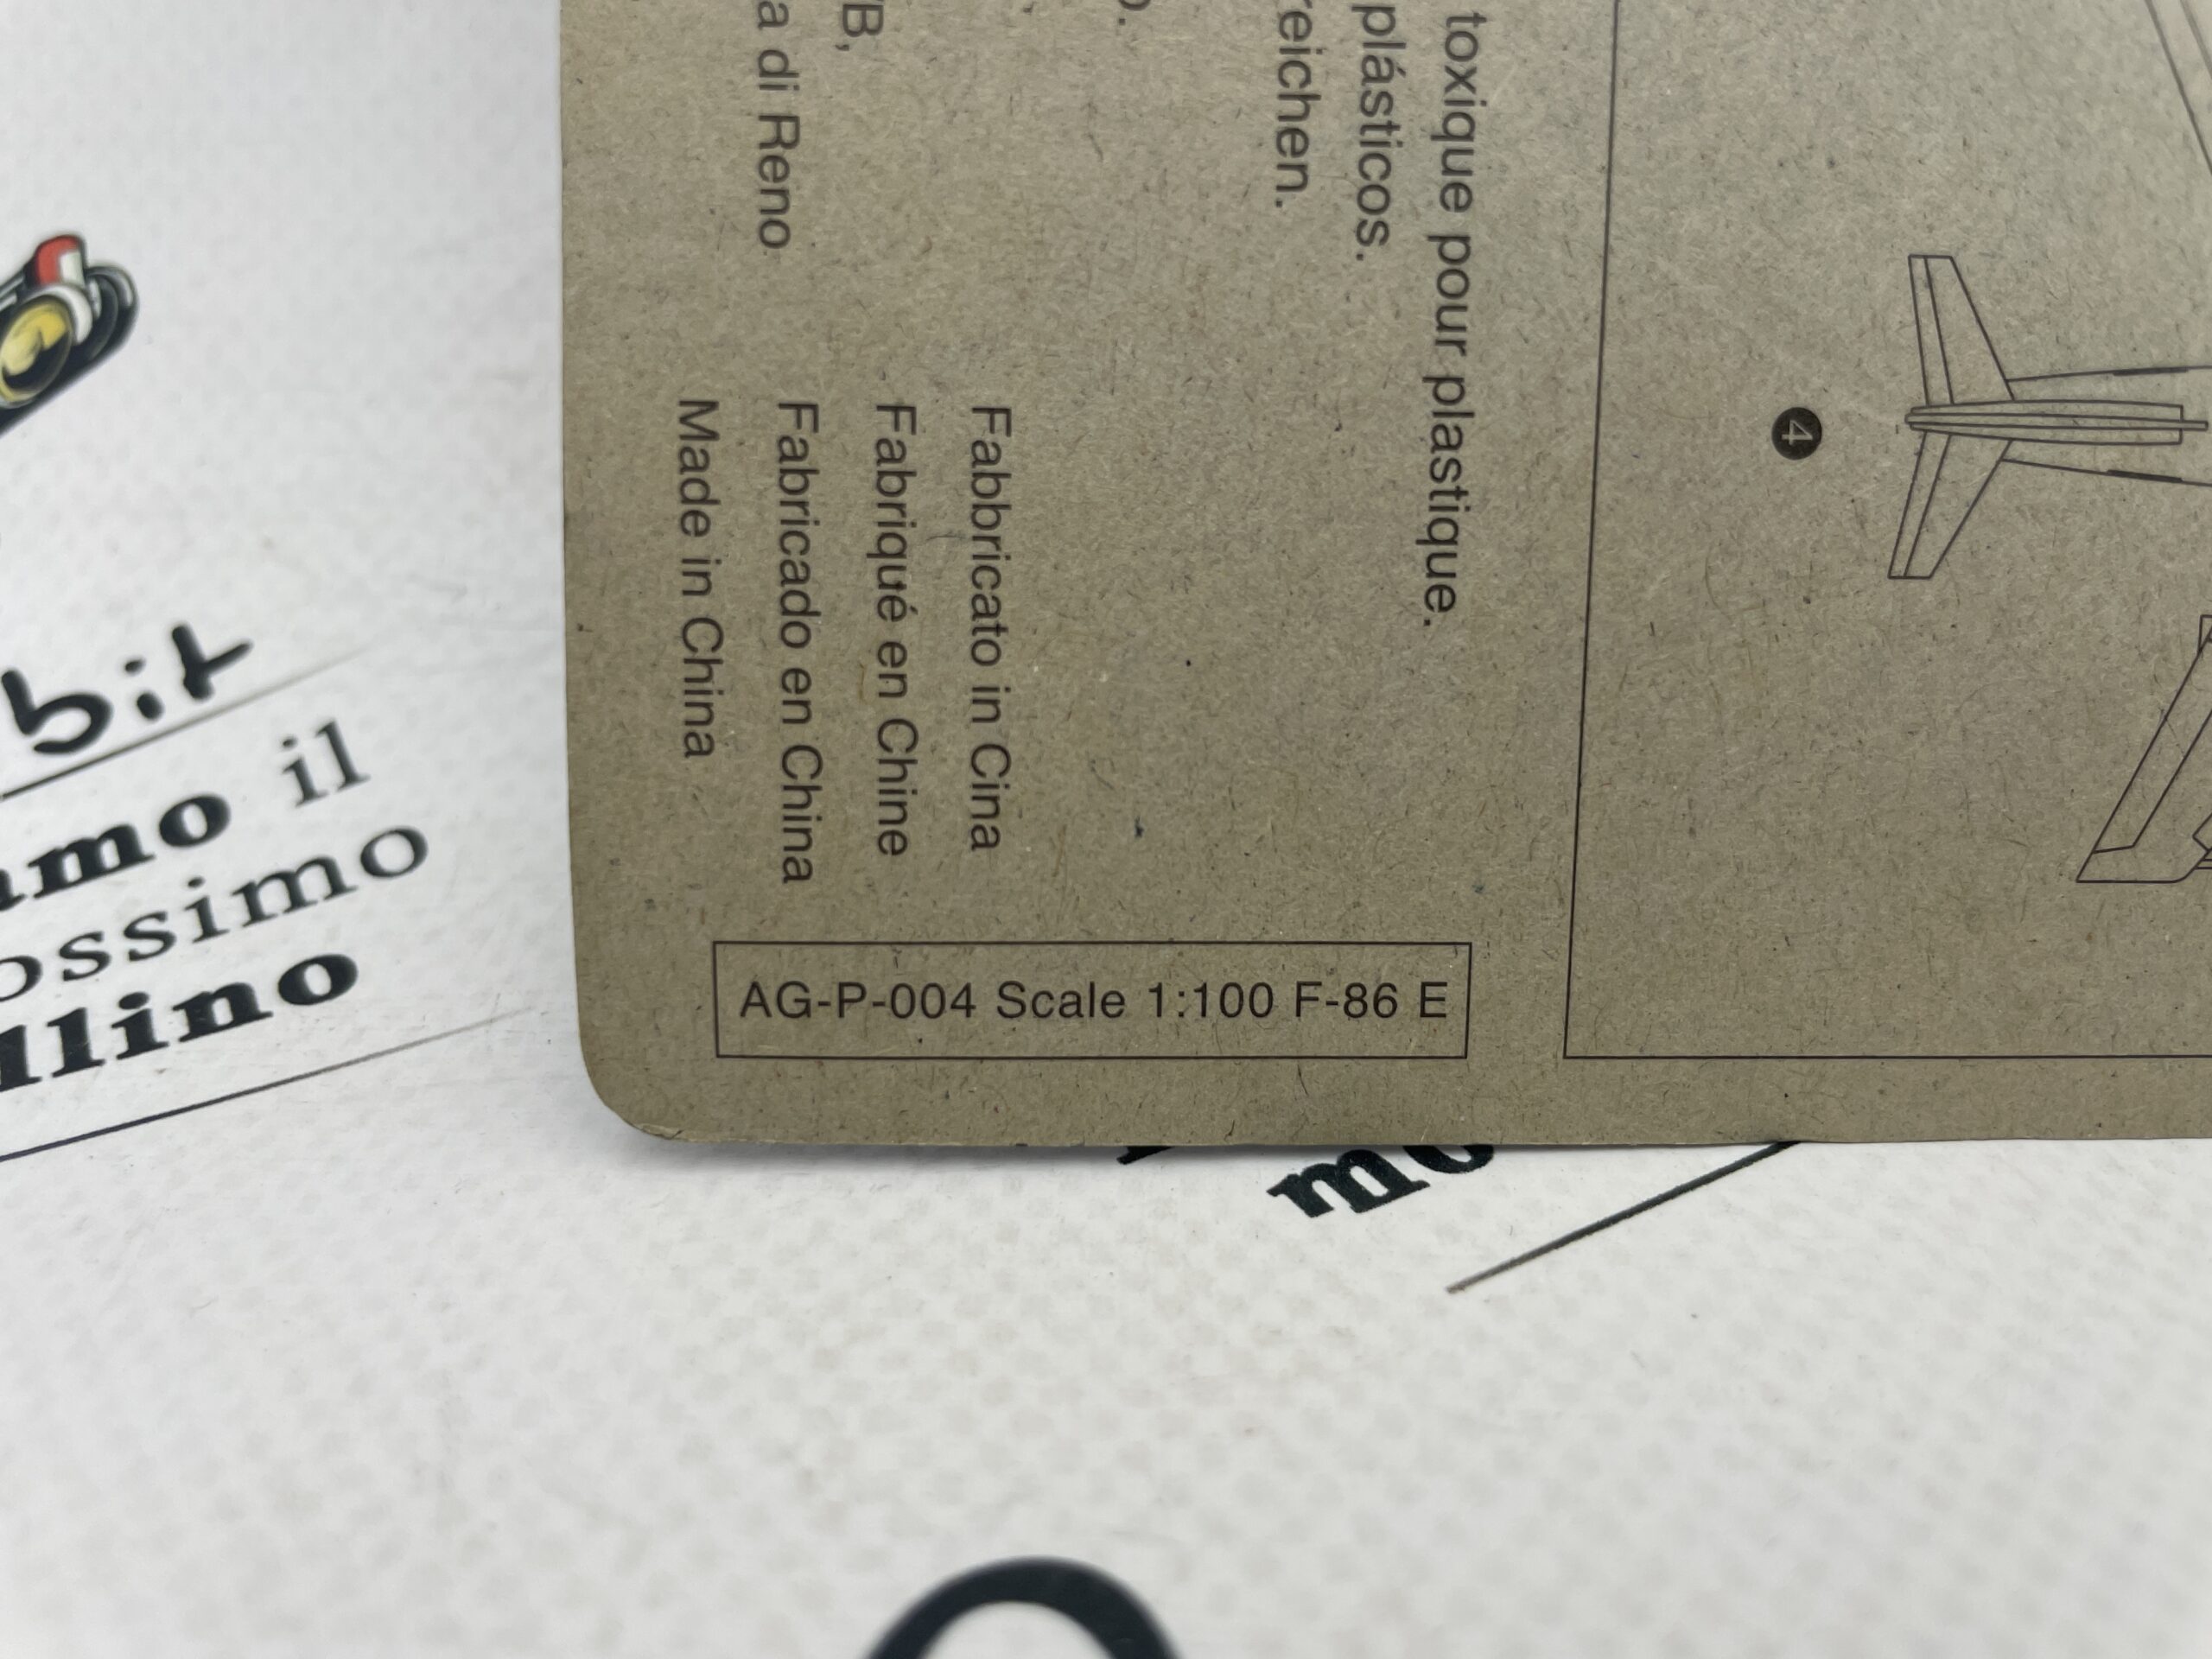 toxique pour plastique.
plásticos.
reichen.
Fabbricato in Cina
Fabriqué en Chine
Fabricado en China
Made in China
a di Reno
AG-P-004 Scale 1:100 F-86 E
4
bit
amo il
ossimo
llino
mo